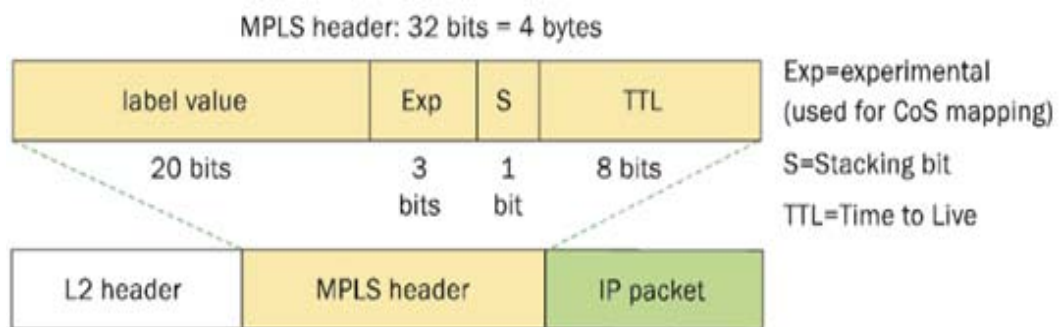 MPLS header: 32 bits = 4 bytes
label value
Exp
S
TTL
20 bits
3
bits
1
bit
8 bits
Exp=experimental
(used for CoS mapping)
S=Stacking bit
TTL=Time to Live
L2 header
MPLS header
IP packet